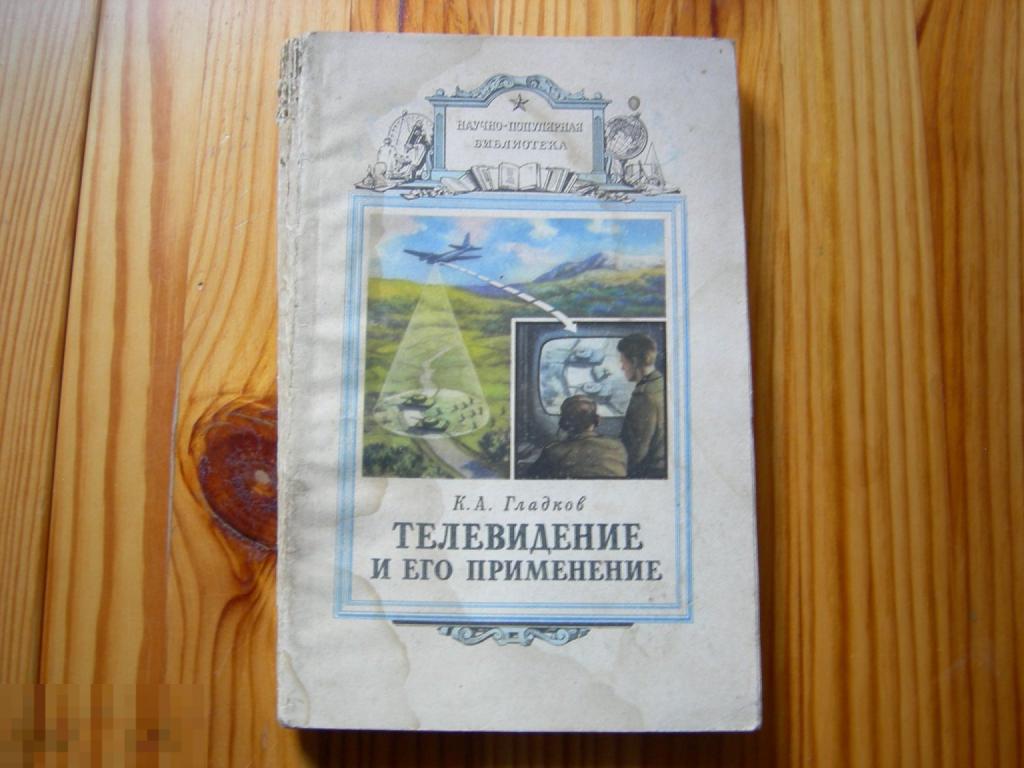 НАУЧНО-ПОПУЛЯРНАЯ
БИБЛИОТЕКА
К. А. Гладков
ТЕЛЕВИДЕНИЕ
И ЕГО ПРИМЕНЕНИЕ